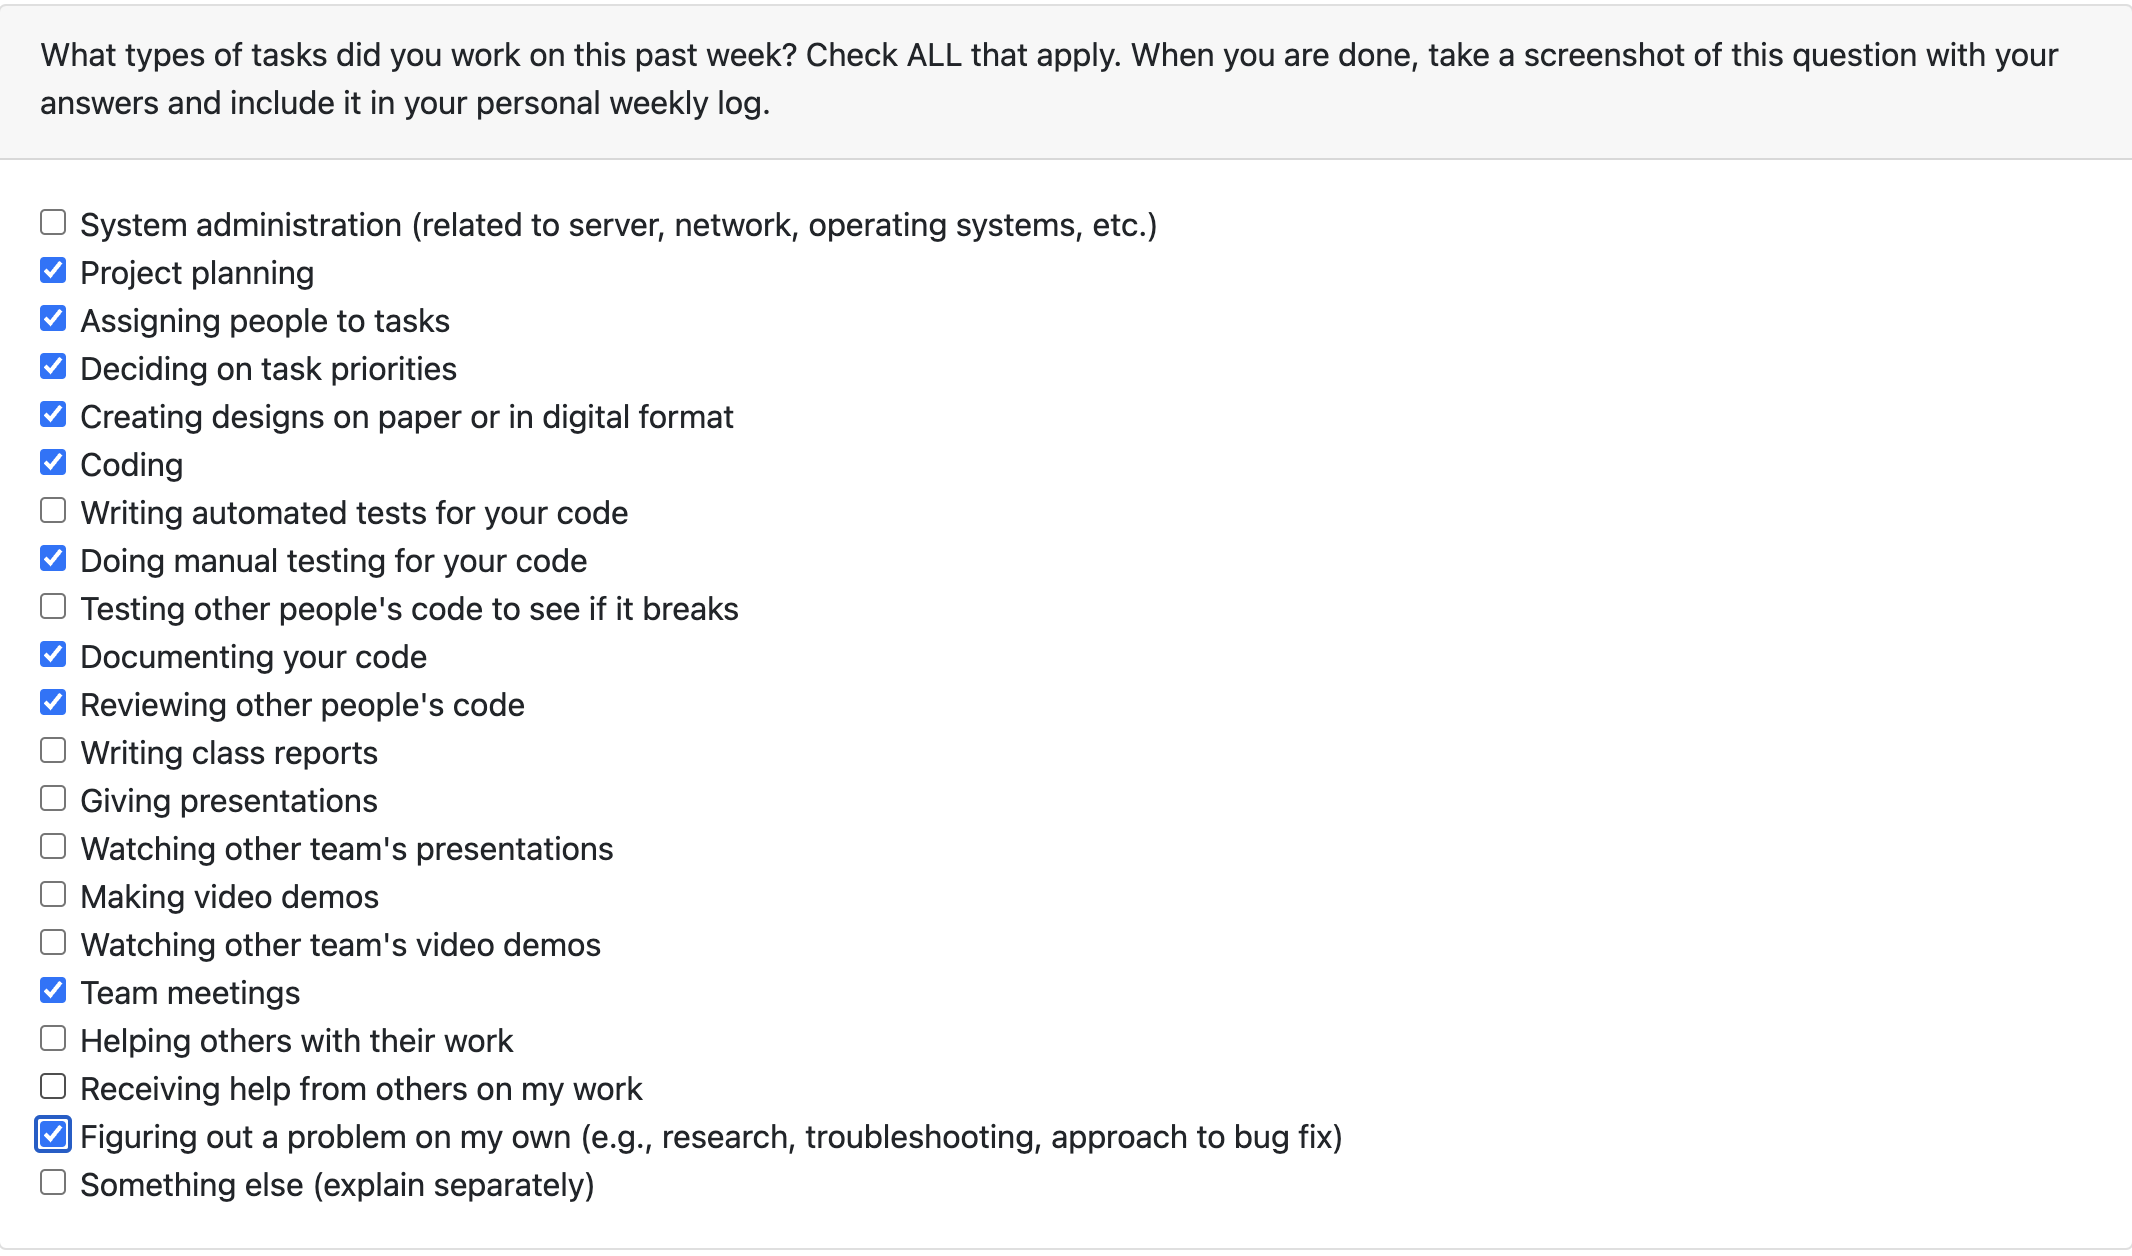 What types of tasks did you work on this past week? Check ALL that apply. When you are done, take a screenshot of this question with your
answers and include it in your personal weekly log.
System administration (related to server, network, operating systems, etc.)
Project planning
Assigning people to tasks
Deciding on task priorities
Creating designs on paper or in digital format
Coding
Writing automated tests for your code
Doing manual testing for your code
Testing other people's code to see if it breaks
Documenting your code
Reviewing other people's code
Writing class reports
Giving presentations
Watching other team's presentations
Making video demos
Watching other team's video demos
Team meetings
Helping others with their work
Receiving help from others on my work
Figuring out a problem on my own (e.g., research, troubleshooting, approach to bug fix)
Something else (explain separately)